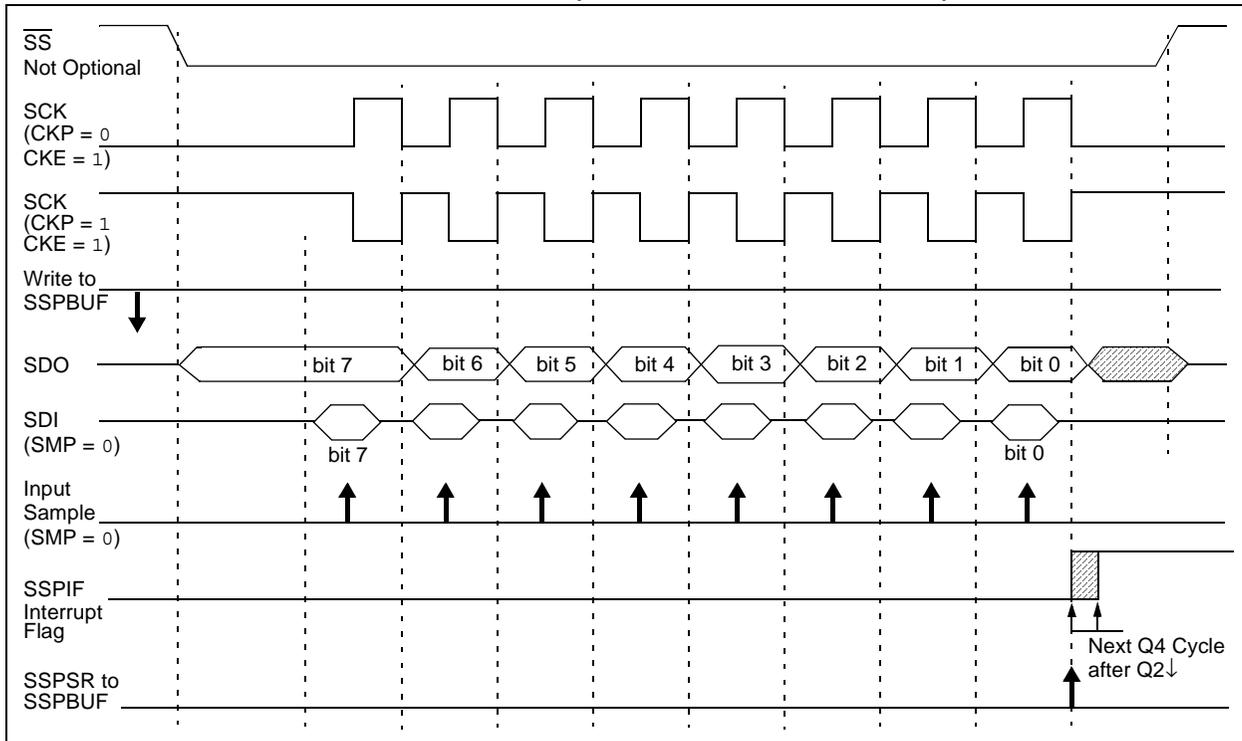 SS
Not Optional
SCK
(CKP = 0
CKE = 1)
SCK
(CKP = 1
CKE = 1)
Write to
SSPBUF
SDO
bit 7
bit 6
bit 5
bit 4
bit 3
bit 2
bit 1
bit 0
SDI
(SMP = 0)
bit 7
bit 0
Input
Sample
(SMP = 0)
SSPIF
Interrupt
Flag
Next Q4 Cycle
after Q2↓
SSPSR to
SSPBUF